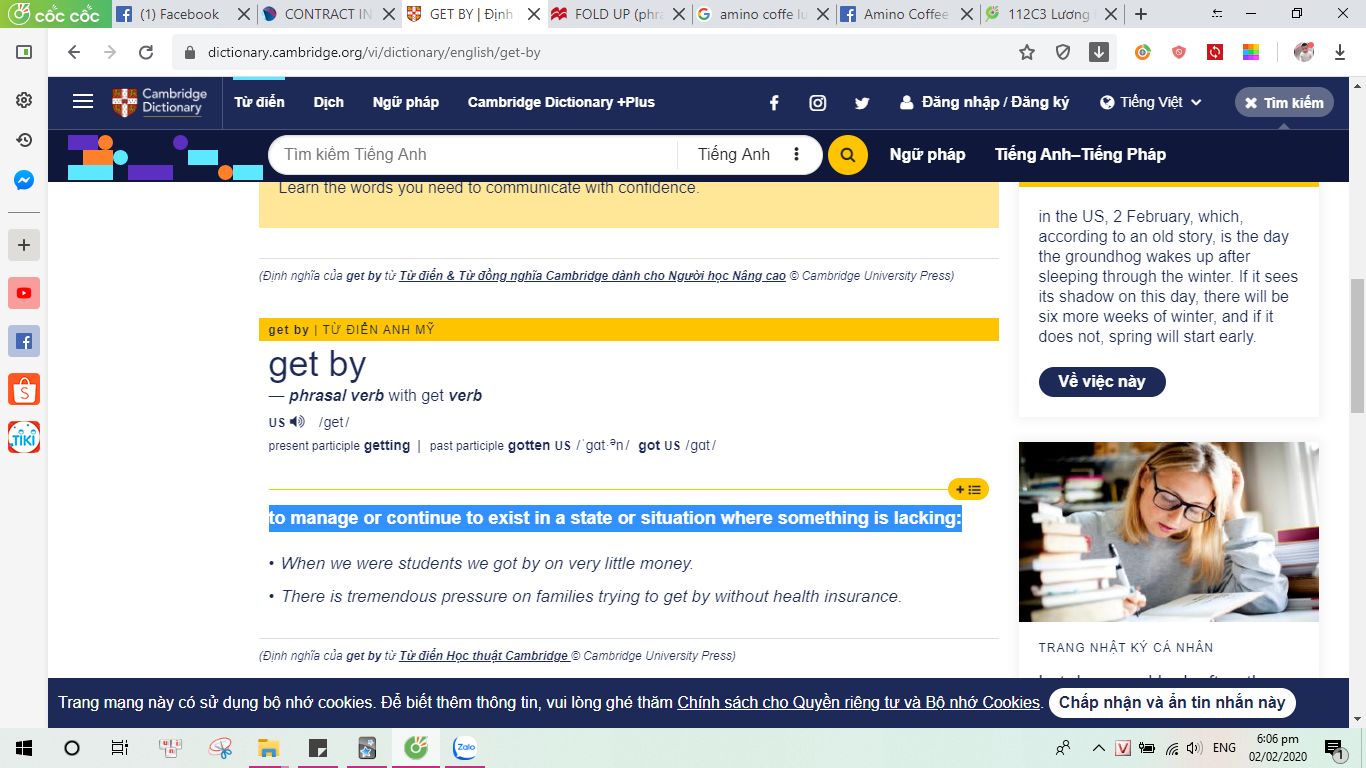 cốc cốc
(1) Facebook
CONTRACT IN
GET BY | Định
FOLD UP (phra
amino coffe lu
Amino Coffee
112C3 Lương
dictionary.cambridge.org/vi/dictionary/english/get-by
Cambridge
Dictionary
Từ điển
Dịch
Ngữ pháp
Cambridge Dictionary +Plus
Đăng nhập / Đăng ký
Tiếng Việt
Tìm kiếm
Tìm kiếm Tiếng Anh
Tiếng Anh
Ngữ pháp
Tiếng Anh–Tiếng Pháp
Learn the words you need to communicate with confidence.
(Định nghĩa của get by từ Từ điển & Từ đồng nghĩa Cambridge dành cho Người học Nâng cao © Cambridge University Press)
get by | TỪ ĐIỂN ANH MỸ
get by
— phrasal verb with get verb
US /get/
present participle getting | past participle gotten US /ˈɡɑt·ᵊn/ got US /ɡɑt/
to manage or continue to exist in a state or situation where something is lacking:
• When we were students we got by on very little money.
• There is tremendous pressure on families trying to get by without health insurance.
(Định nghĩa của get by từ Từ điển Học thuật Cambridge © Cambridge University Press)
in the US, 2 February, which,
according to an old story, is the day
the groundhog wakes up after
sleeping through the winter. If it sees
its shadow on this day, there will be
six more weeks of winter, and if it
does not, spring will start early.
Về việc này
TRANG NHẬT KÝ CÁ NHÂN
TIKI
Trang mạng này có sử dụng bộ nhớ cookies. Để biết thêm thông tin, vui lòng ghé thăm Chính sách cho Quyền riêng tư và Bộ nhớ Cookies.
Chấp nhận và ẩn tin nhắn này
Zalo
V
ENG
6:06 pm
02/02/2020
1